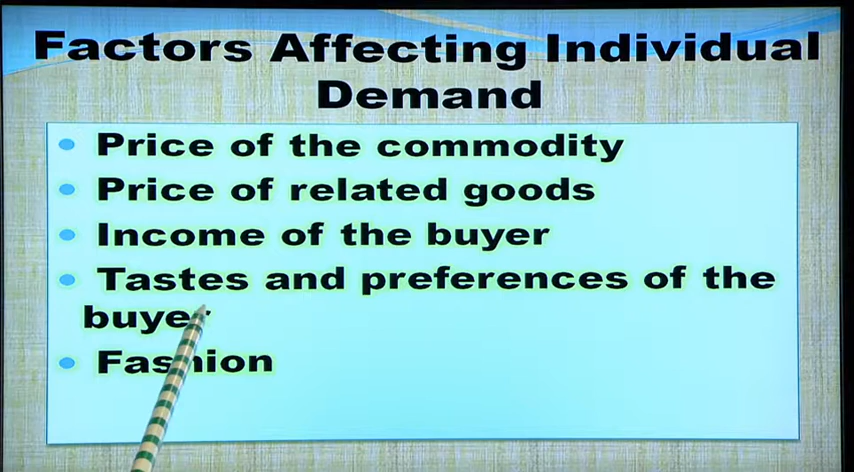 Factors Affecting Individual
Demand
Price of the commodity
Price of related goods
Income of the buyer
Tastes and preferences of the
buyer
Fashion